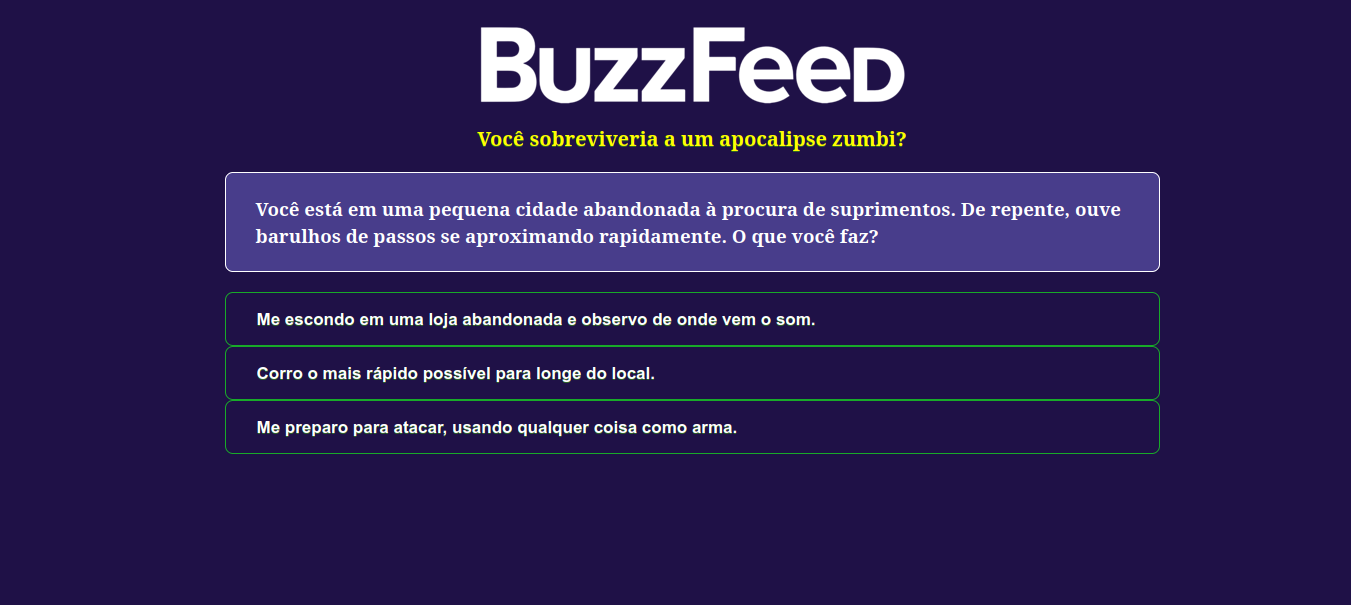 BuzzFeed
Você sobreviveria a um apocalipse zumbi?
Você está em uma pequena cidade abandonada à procura de suprimentos. De repente, ouve
barulhos de passos se aproximando rapidamente. O que você faz?
Me escondo em uma loja abandonada e observo de onde vem o som.
Corro o mais rápido possível para longe do local.
Me preparo para atacar, usando qualquer coisa como arma.